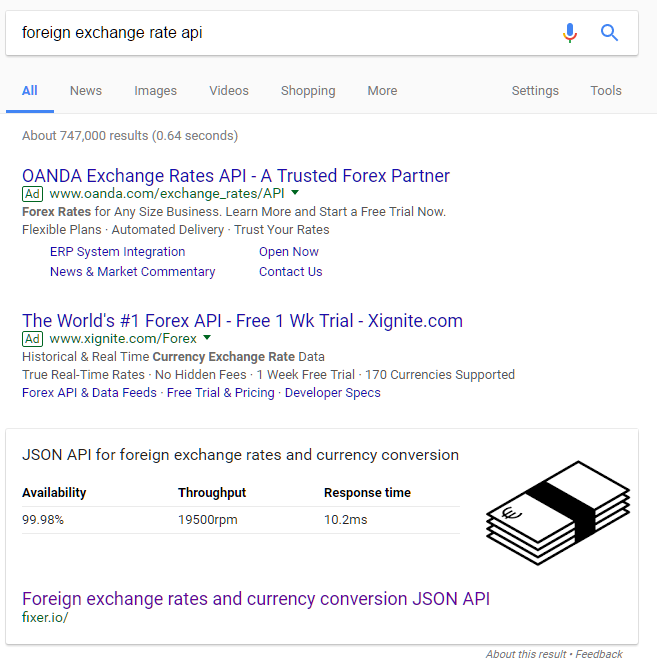 foreign exchange rate api
All News Images Videos Shopping More Settings Tools
About 747,000 results (0.64 seconds)
OANDA Exchange Rates API - A Trusted Forex Partner
Ad www.oanda.com/exchange_rates/API
Forex Rates for Any Size Business. Learn More and Start a Free Trial Now.
Flexible Plans · Automated Delivery · Trust Your Rates
ERP System Integration Open Now
News & Market Commentary Contact Us
The World's #1 Forex API - Free 1 Wk Trial - Xignite.com
Ad www.xignite.com/Forex
Historical & Real Time Currency Exchange Rate Data
True Real-Time Rates · No Hidden Fees · 1 Week Free Trial · 170 Currencies Supported
Forex API & Data Feeds · Free Trial & Pricing · Developer Specs
JSON API for foreign exchange rates and currency conversion
Availability Throughput Response time
99.98% 19500rpm 10.2ms
€
Foreign exchange rates and currency conversion JSON API
fixer.io/
About this result • Feedback